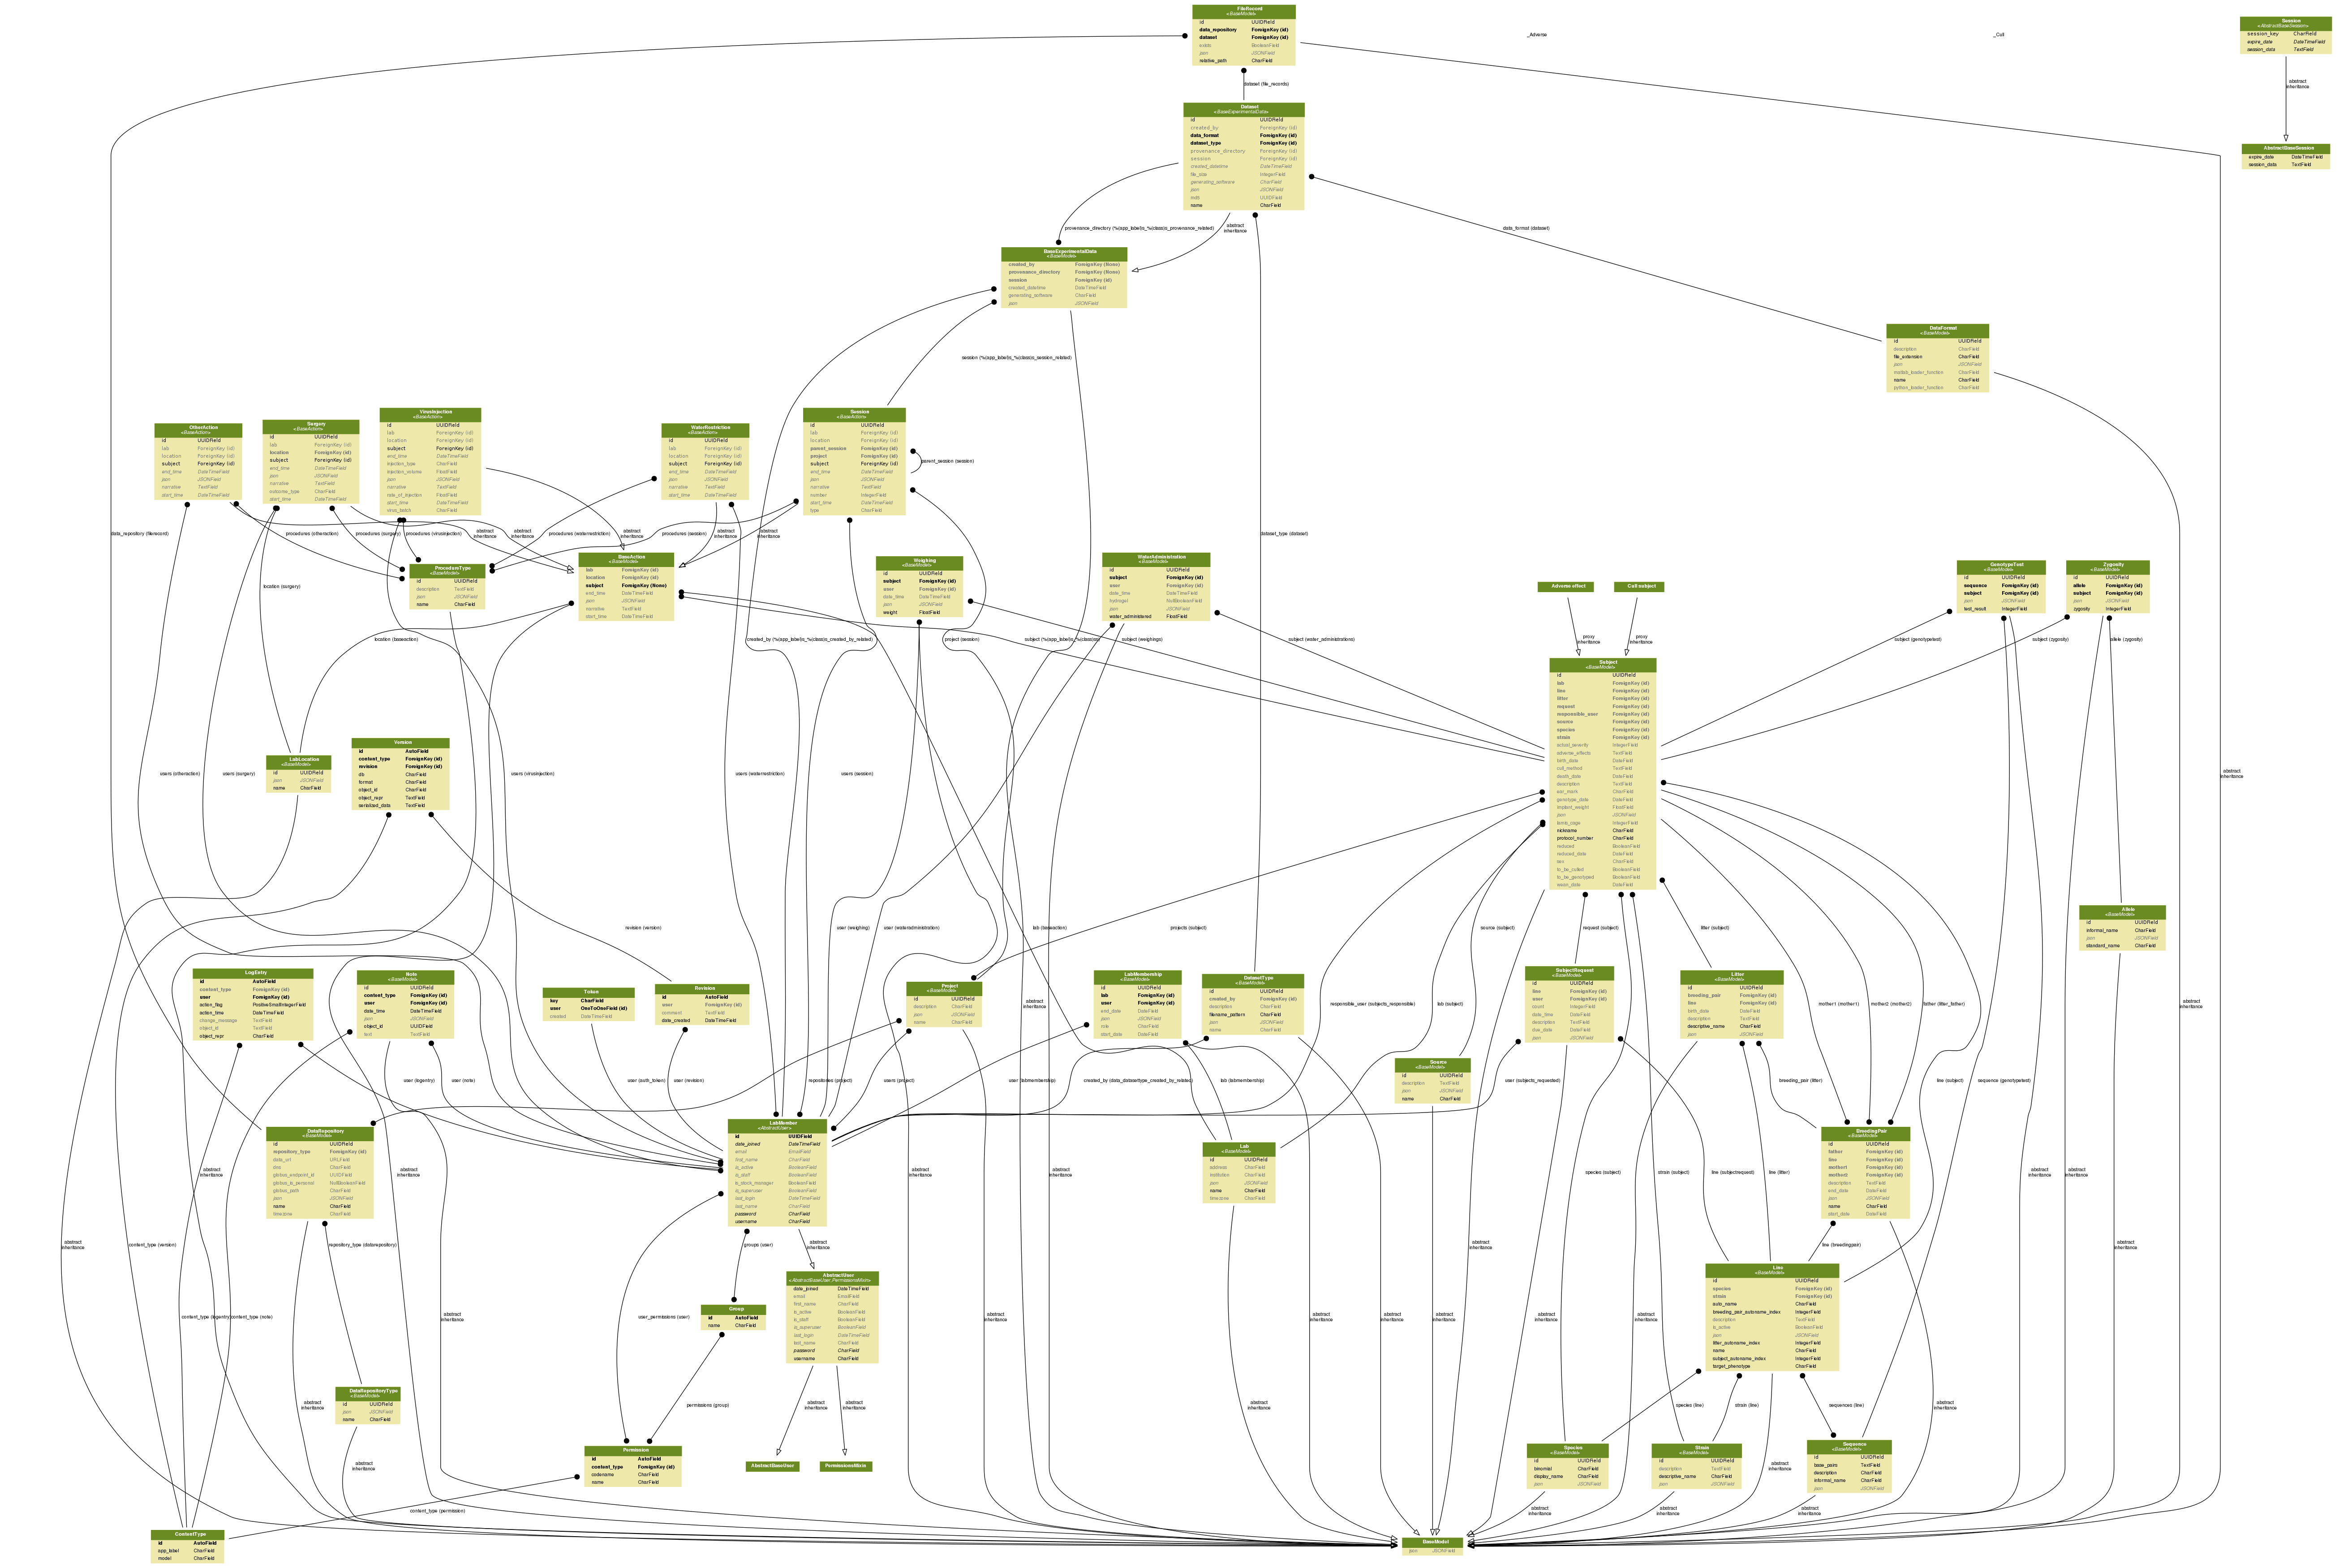 FileRecord
<BaseModel>
id UUIDField
data_repository ForeignKey (id)
dataset ForeignKey (id)
exists BooleanField
json JSONField
relative_path CharField
_Adverse
_Cull
Session
<AbstractBaseSession>
session_key CharField
expire_date DateTimeField
session_data TextField
abstract
inheritance
AbstractBaseSession
expire_date DateTimeField
session_data TextField
dataset (file_records)
Dataset
<BaseExperimentalData>
id UUIDField
created_by ForeignKey (id)
data_format ForeignKey (id)
dataset_type ForeignKey (id)
provenance_directory ForeignKey (id)
session ForeignKey (id)
created_datetime DateTimeField
file_size IntegerField
generating_software CharField
json JSONField
md5 UUIDField
name CharField
provenance_directory (%(app_label)s_%(class)s_provenance_related)
abstract
inheritance
data_format (dataset)
BaseExperimentalData
<BaseModel>
created_by ForeignKey (None)
provenance_directory ForeignKey (None)
session ForeignKey (id)
created_datetime DateTimeField
generating_software CharField
json JSONField
DataFormat
<BaseModel>
id UUIDField
description CharField
file_extension CharField
json JSONField
matlab_loader_function CharField
name CharField
python_loader_function CharField
session (%(app_label)s_%(class)s_session_related)
OtherAction
<BaseAction>
id UUIDField
lab ForeignKey (id)
location ForeignKey (id)
subject ForeignKey (id)
end_time DateTimeField
json JSONField
narrative TextField
start_time DateTimeField
Surgery
<BaseAction>
id UUIDField
lab ForeignKey (id)
location ForeignKey (id)
subject ForeignKey (id)
end_time DateTimeField
json JSONField
narrative TextField
outcome_type CharField
start_time DateTimeField
VirusInjection
<BaseAction>
id UUIDField
lab ForeignKey (id)
location ForeignKey (id)
subject ForeignKey (id)
end_time DateTimeField
injection_type CharField
injection_volume FloatField
json JSONField
narrative TextField
rate_of_injection FloatField
start_time DateTimeField
virus_batch CharField
WaterRestriction
<BaseAction>
id UUIDField
lab ForeignKey (id)
location ForeignKey (id)
subject ForeignKey (id)
end_time DateTimeField
json JSONField
narrative TextField
start_time DateTimeField
Session
<BaseAction>
id UUIDField
lab ForeignKey (id)
location ForeignKey (id)
parent_session ForeignKey (id)
project ForeignKey (id)
subject ForeignKey (id)
end_time DateTimeField
json JSONField
narrative TextField
number IntegerField
start_time DateTimeField
type CharField
parent_session (session)
data_repository (filerecord)
procedures (otheraction)
procedures (surgery)
procedures (virusinjection)
abstract
inheritance
abstract
inheritance
procedures (waterrestriction)
abstract
inheritance
procedures (session)
abstract
inheritance
abstract
inheritance
dataset_type (dataset)
ProcedureType
<BaseModel>
id UUIDField
description TextField
json JSONField
name CharField
BaseAction
<BaseModel>
lab ForeignKey (id)
location ForeignKey (id)
subject ForeignKey (None)
end_time DateTimeField
json JSONField
narrative TextField
start_time DateTimeField
Weighing
<BaseModel>
id UUIDField
subject ForeignKey (id)
user ForeignKey (id)
date_time DateTimeField
json JSONField
weight FloatField
WaterAdministration
<BaseModel>
id UUIDField
subject ForeignKey (id)
user ForeignKey (id)
date_time DateTimeField
hydrogel NullBooleanField
json JSONField
water_administered FloatField
Adverse effect
Cull subject
GenotypeTest
<BaseModel>
id UUIDField
sequence ForeignKey (id)
subject ForeignKey (id)
json JSONField
test_result IntegerField
Zygosity
<BaseModel>
id UUIDField
allele ForeignKey (id)
subject ForeignKey (id)
json JSONField
zygosity IntegerField
location (surgery)
location (baseaction)
created_by (%(app_label)s_%(class)s_created_by_related)
project (session)
subject (%(app_label)s_%(class)ss)
subject (weighings)
subject (water_administrations)
proxy
inheritance
proxy
inheritance
subject (genotypetest)
subject (zygosity)
allele (zygosity)
Subject
<BaseModel>
id UUIDField
lab ForeignKey (id)
line ForeignKey (id)
litter ForeignKey (id)
request ForeignKey (id)
responsible_user ForeignKey (id)
source ForeignKey (id)
species ForeignKey (id)
strain ForeignKey (id)
actual_severity IntegerField
adverse_effects TextField
birth_date DateField
cull_method TextField
death_date DateField
description TextField
ear_mark CharField
genotype_date DateField
implant_weight FloatField
json JSONField
lamis_cage IntegerField
nickname CharField
protocol_number CharField
reduced BooleanField
reduced_date DateField
sex CharField
to_be_culled BooleanField
to_be_genotyped BooleanField
wean_date DateField
LabLocation
<BaseModel>
id UUIDField
json JSONField
name CharField
Version
id AutoField
content_type ForeignKey (id)
revision ForeignKey (id)
db CharField
format CharField
object_id CharField
object_repr TextField
serialized_data TextField
users (otheraction)
users (surgery)
users (virusinjection)
users (waterrestriction)
users (session)
abstract
inheritance
Allele
<BaseModel>
id UUIDField
informal_name CharField
json JSONField
standard_name CharField
revision (version)
user (weighing)
user (wateradministration)
lab (baseaction)
projects (subject)
source (subject)
request (subject)
litter (subject)
mother1 (mother1)
mother2 (mother2)
father (litter_father)
LogEntry
id AutoField
content_type ForeignKey (id)
user ForeignKey (id)
action_flag PositiveSmallIntegerField
action_time DateTimeField
change_message TextField
object_id TextField
object_repr CharField
Note
<BaseModel>
id UUIDField
content_type ForeignKey (id)
user ForeignKey (id)
date_time DateTimeField
json JSONField
object_id UUIDField
text TextField
Token
key CharField
user OneToOneField (id)
created DateTimeField
Revision
id AutoField
user ForeignKey (id)
comment TextField
date_created DateTimeField
Project
<BaseModel>
id UUIDField
description CharField
json JSONField
name CharField
LabMembership
<BaseModel>
id UUIDField
lab ForeignKey (id)
user ForeignKey (id)
end_date DateField
json JSONField
role CharField
start_date DateField
DatasetType
<BaseModel>
id UUIDField
created_by ForeignKey (id)
description CharField
filename_pattern CharField
json JSONField
name CharField
SubjectRequest
<BaseModel>
id UUIDField
line ForeignKey (id)
user ForeignKey (id)
count IntegerField
date_time DateField
description TextField
due_date DateField
json JSONField
Litter
<BaseModel>
id UUIDField
breeding_pair ForeignKey (id)
line ForeignKey (id)
birth_date DateField
description TextField
descriptive_name CharField
json JSONField
abstract
inheritance
responsible_user (subjects_responsible)
lab (subject)
abstract
inheritance
Source
<BaseModel>
id UUIDField
description TextField
json JSONField
name CharField
user (logentry)
user (note)
user (auth_token)
user (revision)
repositories (project)
users (project)
user (labmembership)
created_by (data_datasettype_created_by_related)
lab (labmembership)
user (subjects_requested)
breeding_pair (litter)
line (subject)
sequence (genotypetest)
DataRepository
<BaseModel>
id UUIDField
repository_type ForeignKey (id)
data_url URLField
dns CharField
globus_endpoint_id UUIDField
globus_is_personal NullBooleanField
globus_path CharField
json JSONField
name CharField
timezone CharField
LabMember
<AbstractUser>
id UUIDField
date_joined DateTimeField
email EmailField
first_name CharField
is_active BooleanField
is_staff BooleanField
is_stock_manager BooleanField
is_superuser BooleanField
last_login DateTimeField
last_name CharField
password CharField
username CharField
Lab
<BaseModel>
id UUIDField
address CharField
institution CharField
json JSONField
name CharField
timezone CharField
BreedingPair
<BaseModel>
id UUIDField
father ForeignKey (id)
line ForeignKey (id)
mother1 ForeignKey (id)
mother2 ForeignKey (id)
description TextField
end_date DateField
json JSONField
name CharField
start_date DateField
abstract
inheritance
abstract
inheritance
abstract
inheritance
abstract
inheritance
species (subject)
strain (subject)
line (subjectrequest)
line (litter)
abstract
inheritance
abstract
inheritance
abstract
inheritance
content_type (version)
repository_type (datarepository)
groups (user)
abstract
inheritance
abstract
inheritance
line (breedingpair)
abstract
inheritance
AbstractUser
<AbstractBaseUser,PermissionsMixin>
date_joined DateTimeField
email EmailField
first_name CharField
is_active BooleanField
is_staff BooleanField
is_superuser BooleanField
last_login DateTimeField
last_name CharField
password CharField
username CharField
Line
<BaseModel>
id UUIDField
species ForeignKey (id)
strain ForeignKey (id)
auto_name CharField
breeding_pair_autoname_index IntegerField
description TextField
is_active BooleanField
json JSONField
litter_autoname_index IntegerField
name CharField
subject_autoname_index IntegerField
target_phenotype CharField
Group
id AutoField
name CharField
content_type (logentry)
content_type (note)
abstract
inheritance
user_permissions (user)
abstract
inheritance
abstract
inheritance
abstract
inheritance
abstract
inheritance
abstract
inheritance
abstract
inheritance
DataRepositoryType
<BaseModel>
id UUIDField
json JSONField
name CharField
abstract
inheritance
permissions (group)
abstract
inheritance
abstract
inheritance
abstract
inheritance
species (line)
strain (line)
sequences (line)
abstract
inheritance
Permission
id AutoField
content_type ForeignKey (id)
codename CharField
name CharField
AbstractBaseUser
PermissionsMixin
Species
<BaseModel>
id UUIDField
binomial CharField
display_name CharField
json JSONField
Strain
<BaseModel>
id UUIDField
description TextField
descriptive_name CharField
json JSONField
Sequence
<BaseModel>
id UUIDField
base_pairs TextField
description CharField
informal_name CharField
json JSONField
abstract
inheritance
abstract
inheritance
content_type (permission)
abstract
inheritance
abstract
inheritance
abstract
inheritance
ContentType
id AutoField
app_label CharField
model CharField
BaseModel
json JSONField